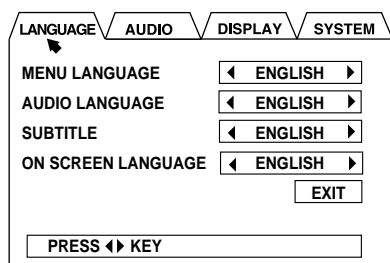 LANGUAGE AUDIO DISPLAY SYSTEM
MENU LANGUAGE ◀ ENGLISH ▶
AUDIO LANGUAGE ◀ ENGLISH ▶
SUBTITLE ◀ ENGLISH ▶
ON SCREEN LANGUAGE ◀ ENGLISH ▶
EXIT
PRESS ◀▶ KEY